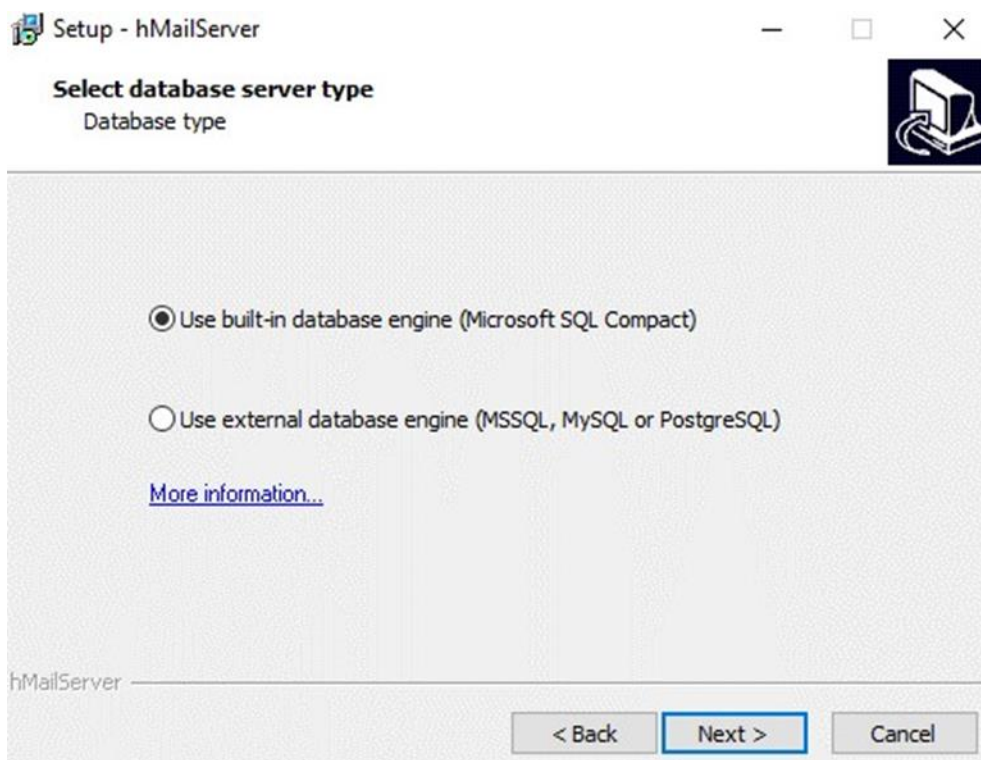 Setup - hMailServer
Select database server type
Database type
Use built-in database engine (Microsoft SQL Compact)
Use external database engine (MSSQL, MySQL or PostgreSQL)
More information...
hMailServer
< Back
Next >
Cancel